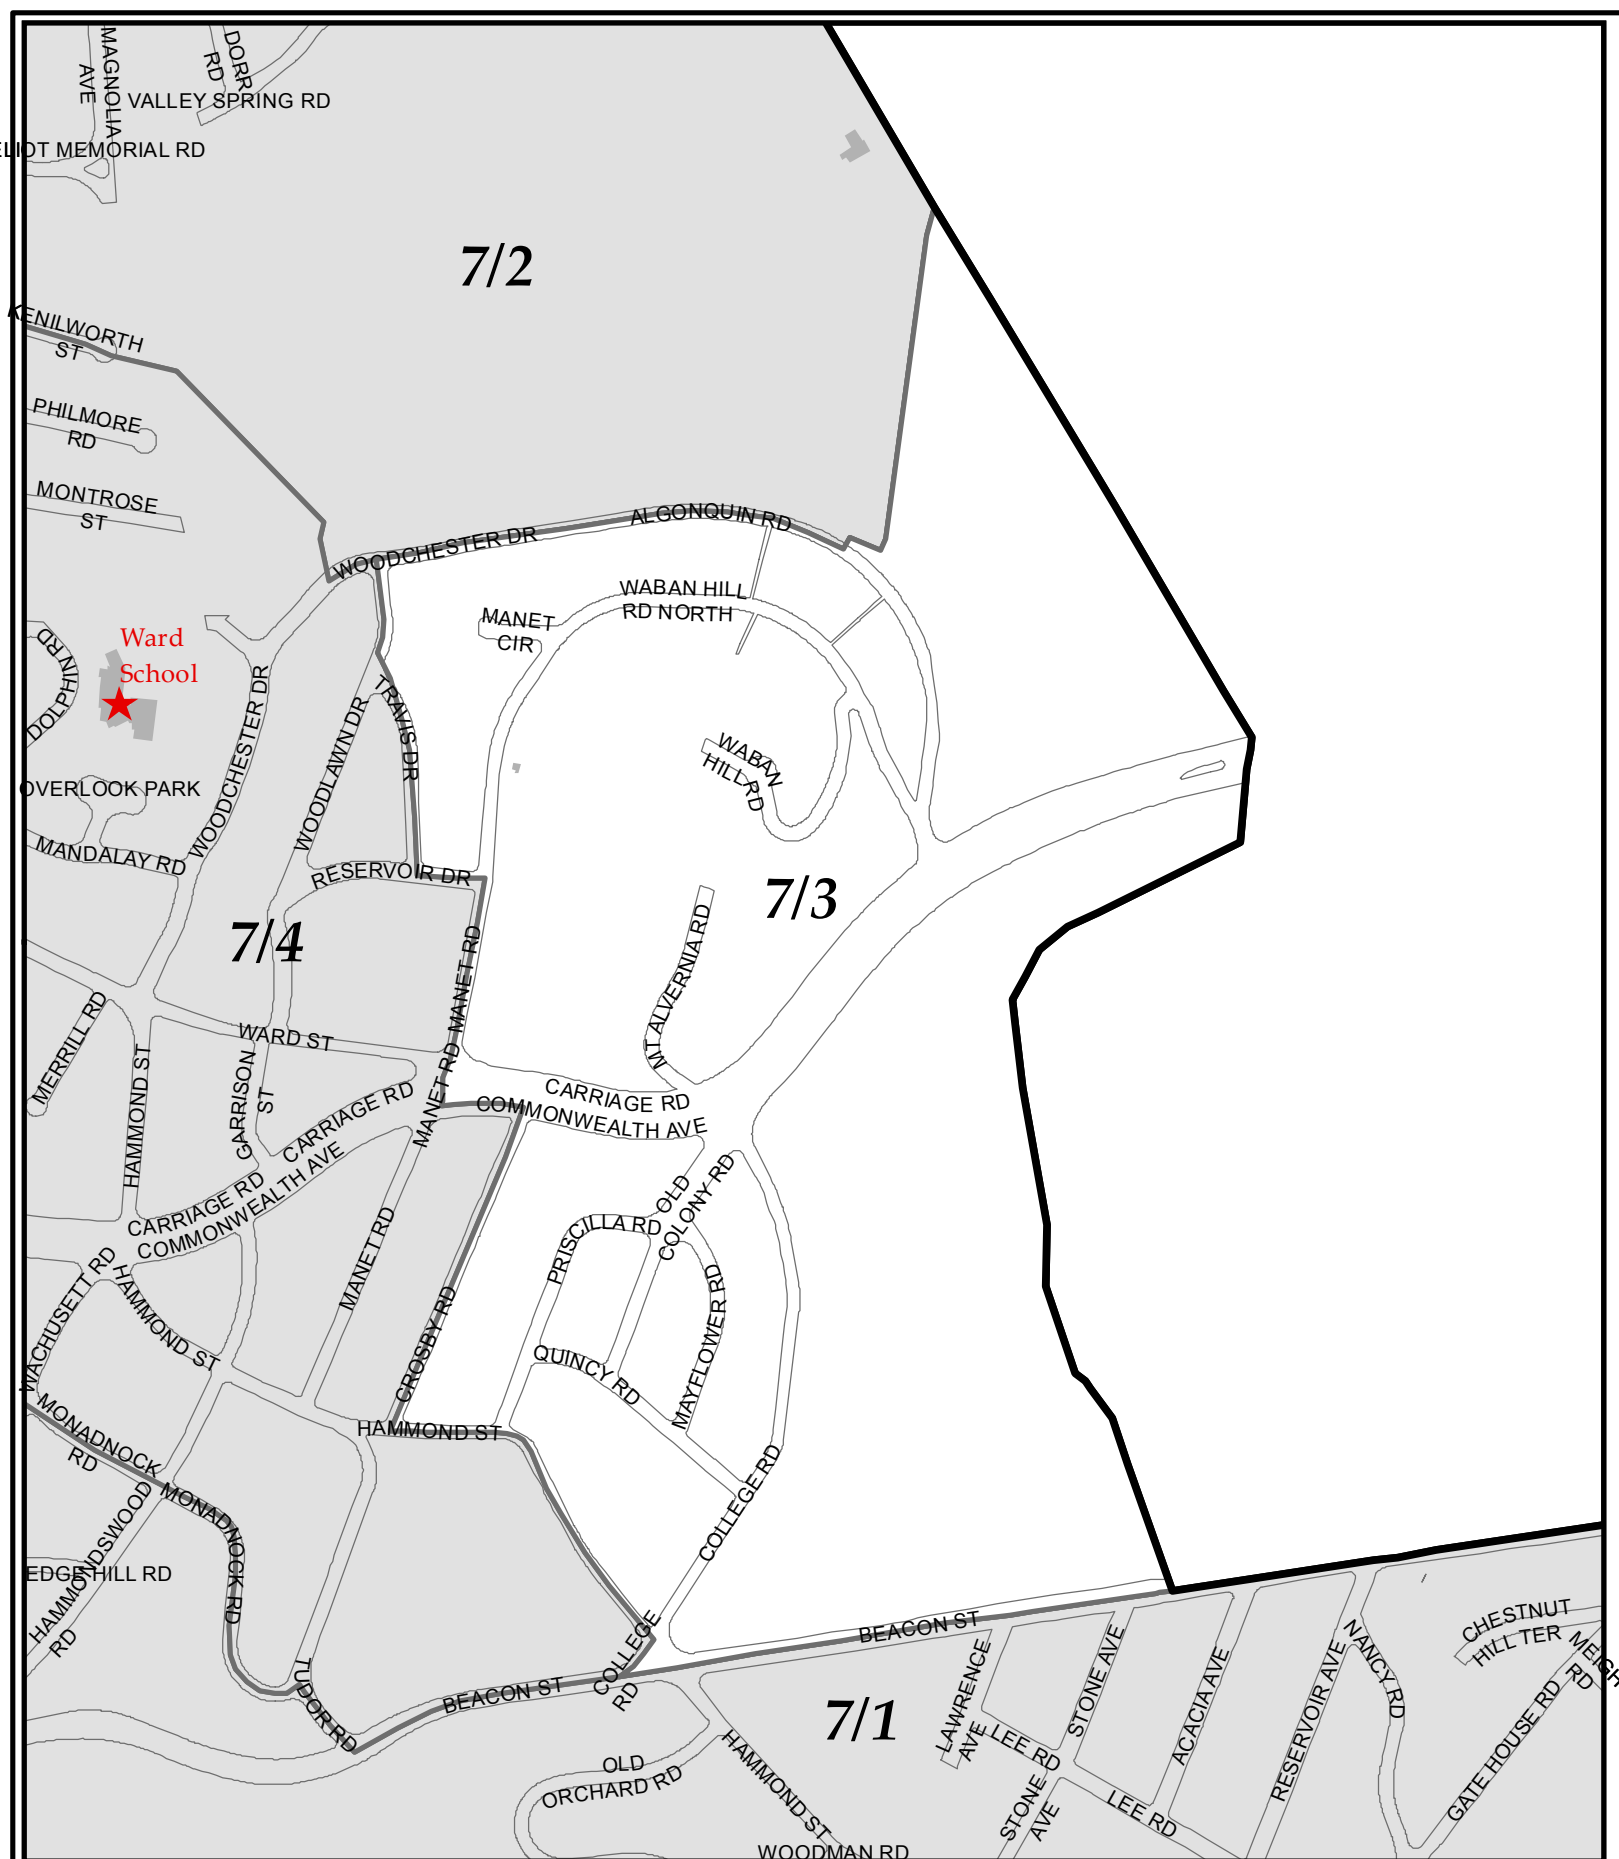 MAGNOLIA
AVE
DORR
RD
VALLEY SPRING RD
ELIOT MEMORIAL RD
7/2
KENILWORTH
ST
PHILMORE
RD
MONTROSE
ST
WOODCHESTER DR
ALGONQUIN RD
WABAN HILL
RD NORTH
MANET
CIR
DOLPHIN RD
Ward
School
WOODCHESTER DR
WOODLAWN DR
TRAVIS DR
WABAN
HILL RD
OVERLOOK PARK
MANDALAY RD
RESERVOIR DR
7/3
7/4
MT ALVERNIA RD
MANET RD
MANET RD
MERRILL RD
HAMMOND ST
WARD ST
GARRISON
ST
CARRIAGE RD
CARRIAGE RD
COMMONWEALTH AVE
CARRIAGE RD
COMMONWEALTH AVE
OLD
COLONY RD
PRISCILLA RD
MANET RD
WACHUSETT RD
HAMMOND ST
CROSBY RD
MAYFLOWER RD
QUINCY RD
MONADNOCK
RD
HAMMOND ST
MONADNOCK RD
COLLEGE RD
HAMMONDSWOOD
RD
EDGE HILL RD
TUDOR RD
BEACON ST
COLLEGE
RD
BEACON ST
7/1
LAWRENCE
AVE
STONE AVE
ACACIA AVE
RESERVOIR AVE
NANCY RD
CHESTNUT
HILL TER
RD
GATE HOUSE RD
LEE RD
LEE RD
STONE
AVE
OLD
ORCHARD RD
HAMMOND ST
WOODMAN RD